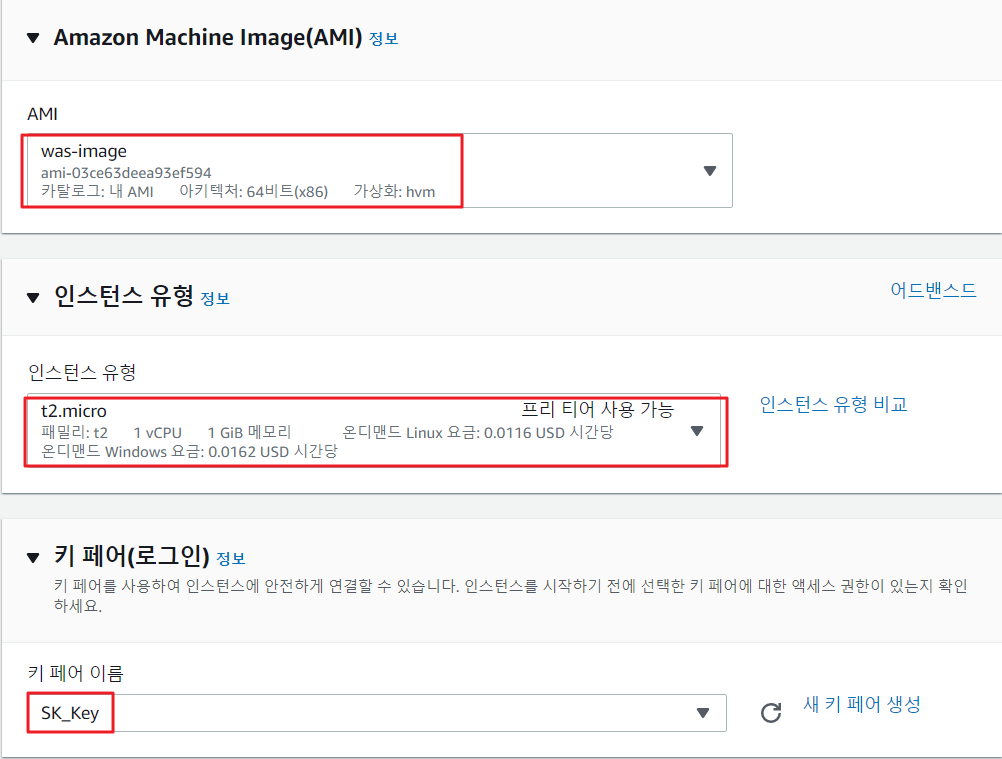 Amazon Machine Image(AMI) 정보
AMI
was-image
ami-03ce63deea93ef594
카탈로그: 내 AMI 아키텍처: 64비트(x86) 가상화: hvm
인스턴스 유형 정보
어드밴스드
인스턴스 유형
t2.micro 프리 티어 사용 가능
패밀리: t2 1 vCPU 1 GiB 메모리 온디맨드 Linux 요금: 0.0116 USD 시간당
온디맨드 Windows 요금: 0.0162 USD 시간당
인스턴스 유형 비교
키 페어(로그인) 정보
키 페어를 사용하여 인스턴스에 안전하게 연결할 수 있습니다. 인스턴스를 시작하기 전에 선택한 키 페어에 대한 액세스 권한이 있는지 확인
하세요.
키 페어 이름
SK_Key
새 키 페어 생성